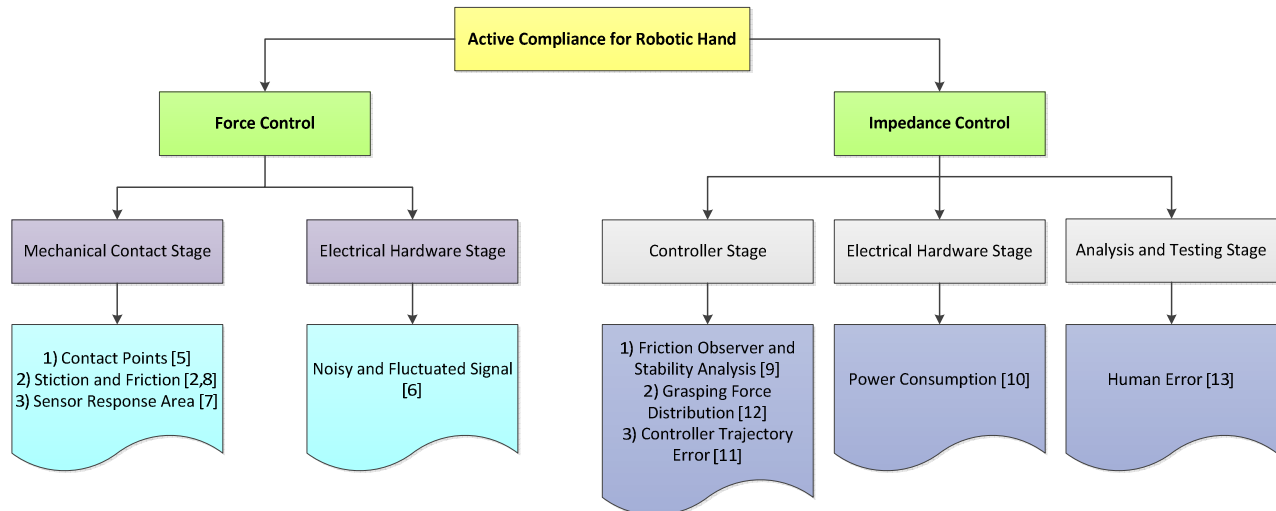 Active Compliance for Robotic Hand
Force Control
Impedance Control
Mechanical Contact Stage
Electrical Hardware Stage
Controller Stage
Electrical Hardware Stage
Analysis and Testing Stage
1) Contact Points [5]
2) Stiction and Friction [2,8]
3) Sensor Response Area [7]
Noisy and Fluctuated Signal
[6]
1) Friction Observer and
Stability Analysis [9]
2) Grasping Force
Distribution [12]
3) Controller Trajectory
Error [11]
Power Consumption [10]
Human Error [13]